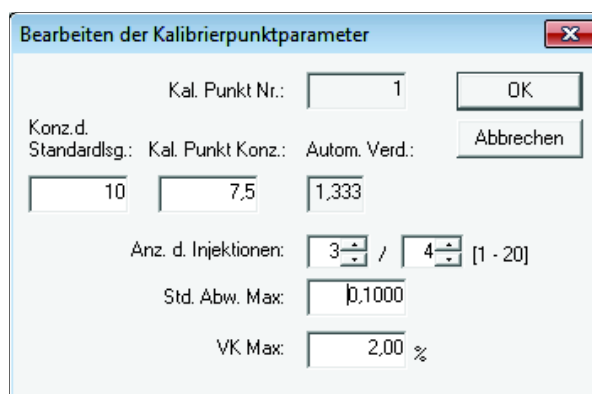 Bearbeiten der Kalibrierpunktparameter
Kal. Punkt Nr.: 1 OK
Konz.d.
Standardlsg.: Kal. Punkt Konz.: Autom. Verd.: Abbrechen
10 7,5 1,333
Anz. d. Injektionen: 3 / 4 [1 - 20]
Std. Abw. Max: 0,1000
VK Max: 2,00 %